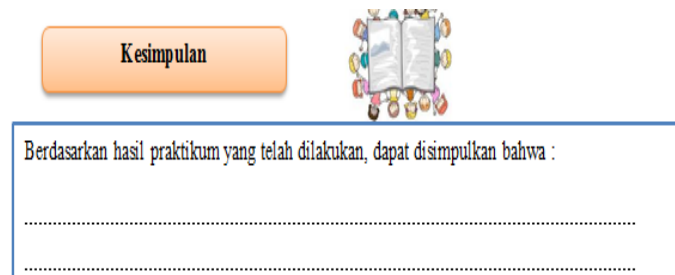 Kesimpulan
Berdasarkan hasil praktikum yang telah dilakukan, dapat disimpulkan bahwa :
................................................................................................................................
................................................................................................................................